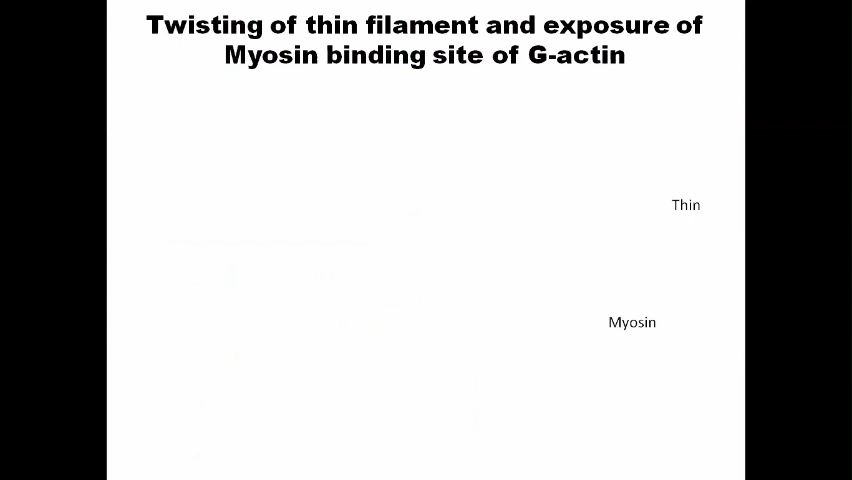 Twisting of thin filament and exposure of
Myosin binding site of G-actin
Thin
Myosin